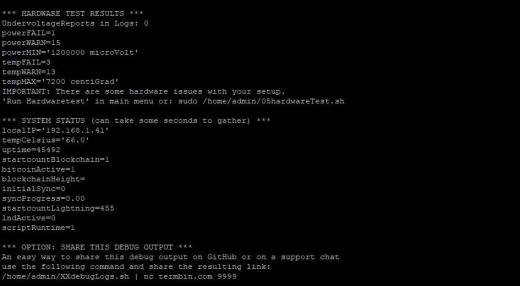 *** HARDWARE TEST RESULTS ***
UndervoltageReports in Logs: 0
powerFAIL=1
powerWARN=15
powerMIN='1200000 microVolt'
tempFAIL=3
tempWARN=13
tempMAX='7200 centiGrad'
IMPORTANT: There are some hardware issues with your setup.
'Run Hardwaretest' in main menu or: sudo /home/admin/05hardwareTest.sh
*** SYSTEM STATUS (can take some seconds to gather) ***
localIP='192.168.1.41'
tempCelsius='66.0'
uptime=45492
startcountBlockchain=1
bitcoinActive=1
blockchainHeight=
initialSync=0
syncProgress=0.00
startcountLightning=455
lndActive=0
scriptRuntime=1
*** OPTION: SHARE THIS DEBUG OUTPUT ***
An easy way to share this debug output on GitHub or on a support chat
use the following command and share the resulting link:
/home/admin/XXdebugLogs.sh | nc termbin.com 9999